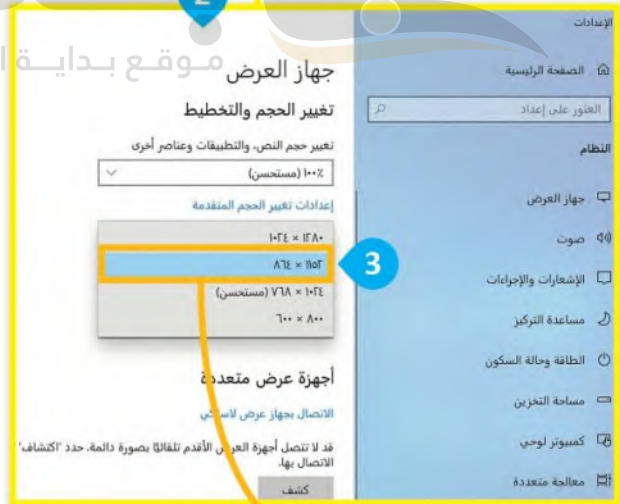 2
موقع بدايــة ا
الإعدادات
الصفحة الرئيسية
العثور على إعداد
النظام
جهاز العرض
صوت
الإشعارات والإجراءات
مساعدة التركيز
الطاقة وحالة السكون
مساحة التخزين
كمبيوتر لوحي
معالجة متعددة
جهاز العرض
تغيير الحجم والتخطيط
تغيير حجم النص، والتطبيقات وعناصر أخرى
١٠٠٪ (مستحسن)
إعدادات تغيير الحجم المتقدمة
١٢٨٠ × ١٠٢٤
١١٥٢ × ٨٦٤
3
١٠٢٤ × ٧٦٨ (مستحسن)
٨٠٠ × ٦٠٠
أجهزة عرض متعددة
الاتصال بجهاز عرض لاسلكي
قد لا تتصل أجهزة العرض الأقدم تلقائيًا بصورة دائمة. حدد "اكتشاف"
الاتصال بها.
كشف